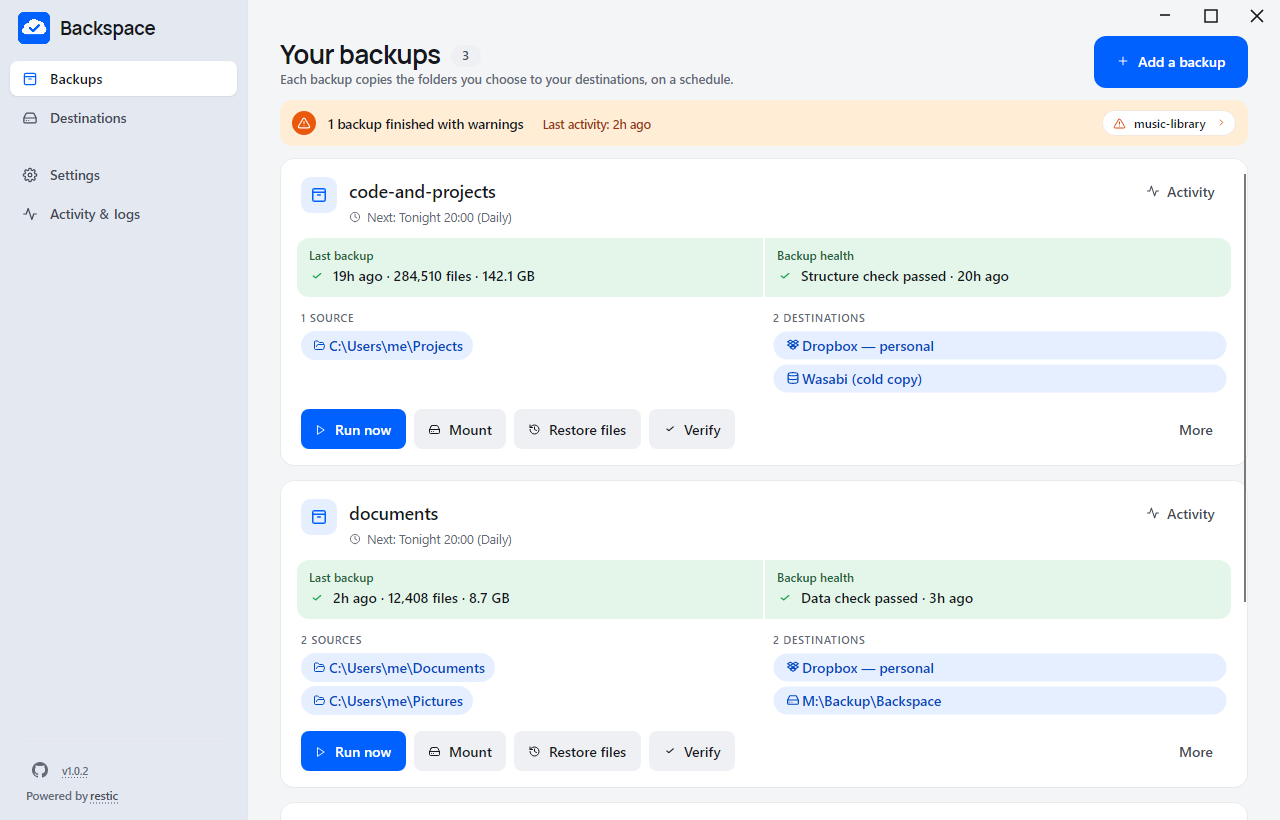 Backspace
Backups
Destinations
Settings
Activity & logs
v1.0.2
Powered by restic
Your backups 3
Each backup copies the folders you choose to your destinations, on a schedule.
Add a backup
1 backup finished with warnings Last activity: 2h ago music-library
code-and-projects
Next: Tonight 20:00 (Daily)
Activity
Last backup
19h ago · 284,510 files · 142.1 GB
Backup health
Structure check passed · 20h ago
1 SOURCE
C:\Users\me\Projects
2 DESTINATIONS
Dropbox — personal
Wasabi (cold copy)
Run now Mount Restore files Verify More
documents
Next: Tonight 20:00 (Daily)
Activity
Last backup
2h ago · 12,408 files · 8.7 GB
Backup health
Data check passed · 3h ago
2 SOURCES
C:\Users\me\Documents
C:\Users\me\Pictures
2 DESTINATIONS
Dropbox — personal
M:\Backup\Backspace
Run now Mount Restore files Verify More